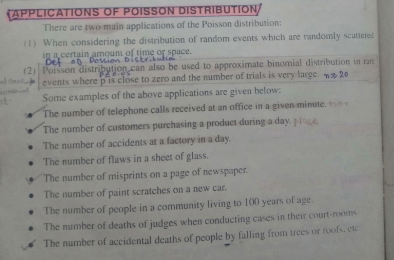 APPLICATIONS OF POISSON DISTRIBUTION
There are two main applications of the Poisson distribution:
(1) When considering the distribution of random events which are randomly scattered
in a certain amount of time or space.
Def of Poission Distribution
(2) Poisson distribution can also be used to approximate binomial distribution in rare
events where p is close to zero and the number of trials is very large. n≥20
Some examples of the above applications are given below:
The number of telephone calls received at an office in a given minute. time
• The number of customers purchasing a product during a day.
• The number of accidents at a factory in a day.
• The number of flaws in a sheet of glass.
• The number of misprints on a page of newspaper.
• The number of paint scratches on a new car.
• The number of people in a community living to 100 years of age.
• The number of deaths of judges when conducting cases in their court-rooms
The number of accidental deaths of people by falling from trees or roofs, etc